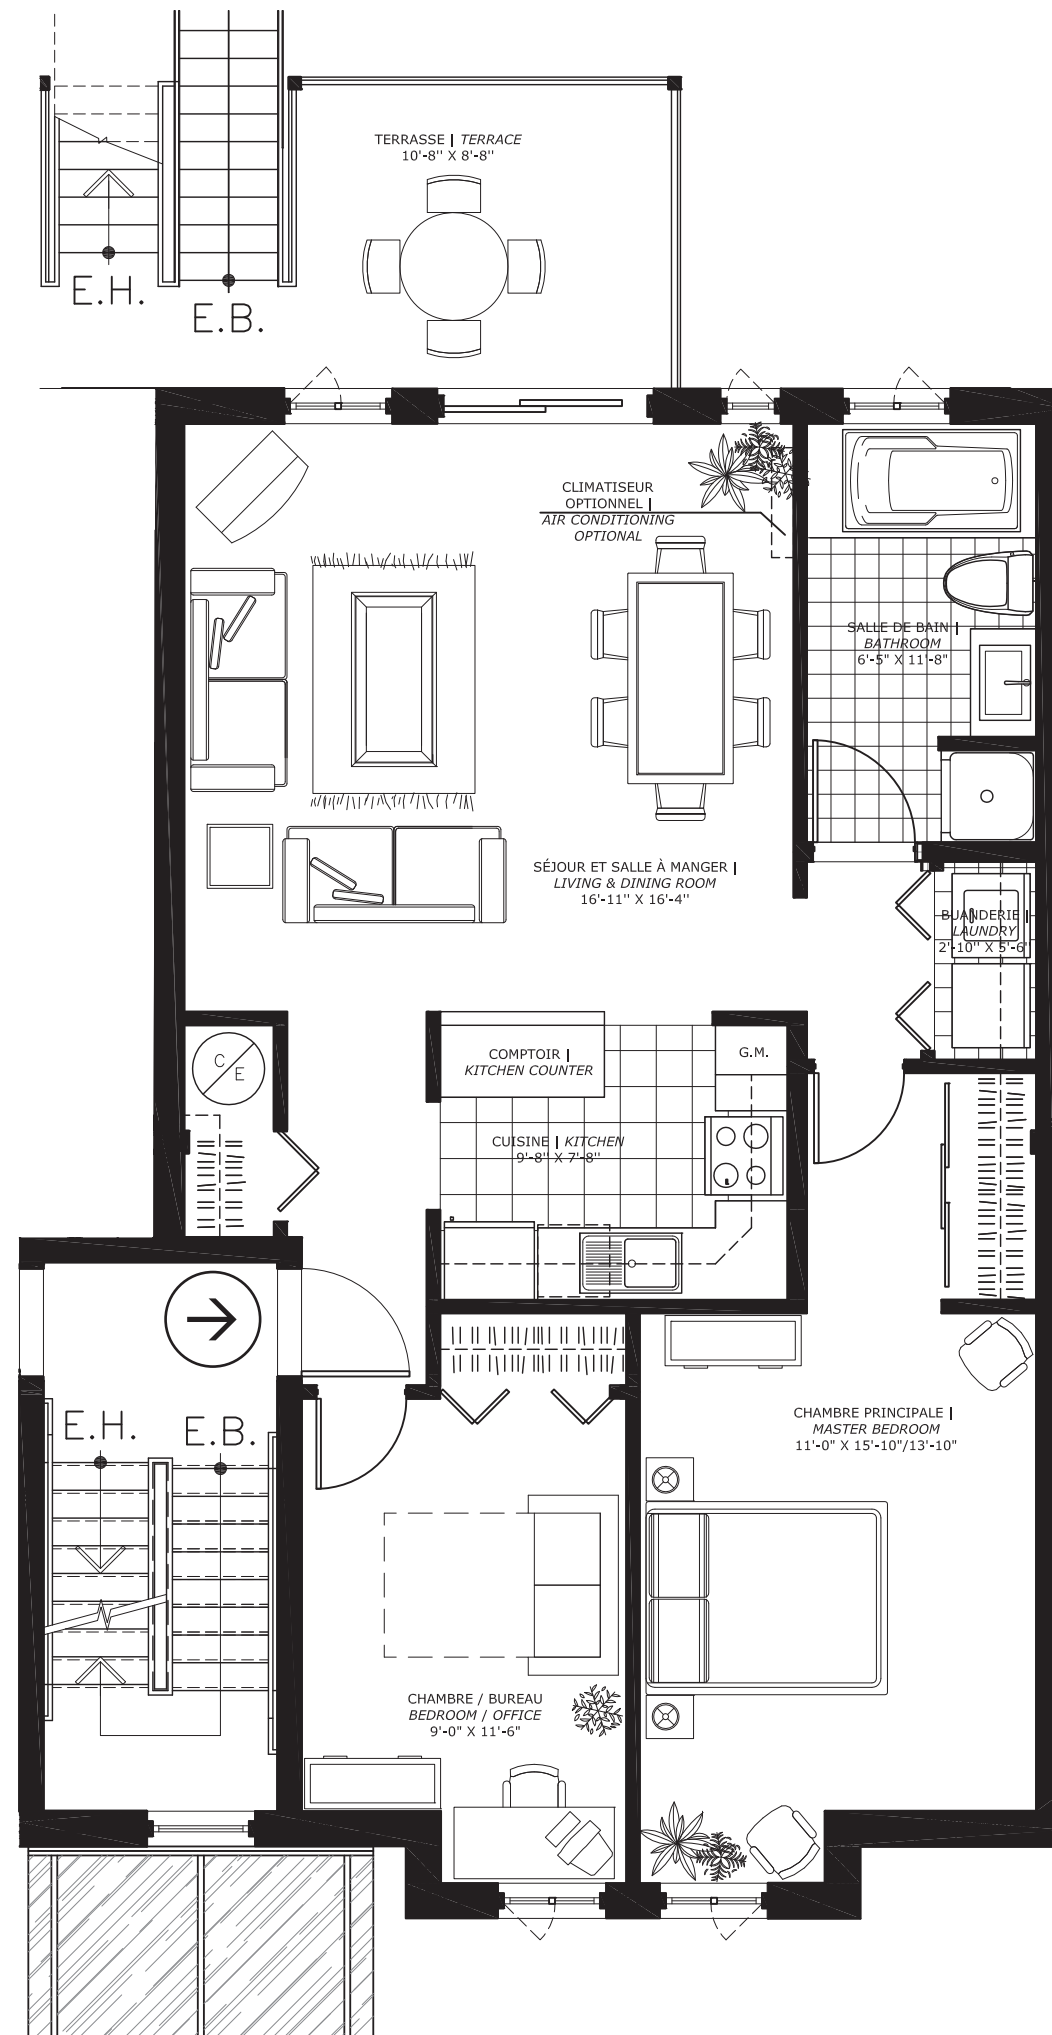 TERRASSE | TERRACE
10'-8'' X 8'-8''
E.H.
E.B.
CLIMATISEUR
OPTIONNEL |
AIR CONDITIONING
OPTIONAL
SALLE DE BAIN |
BATHROOM
6'-5" X 11'-8"
SÉJOUR ET SALLE À MANGER |
LIVING & DINING ROOM
16'-11'' X 16'-4''
BUANDERIE |
LAUNDRY
2'-10" X 5'-6"
C/E
COMPTOIR |
KITCHEN COUNTER
G.M.
CUISINE | KITCHEN
9'-8" X 7'-8"
E.H.
E.B.
CHAMBRE PRINCIPALE |
MASTER BEDROOM
11'-0" X 15'-10"/13'-10"
CHAMBRE / BUREAU
BEDROOM / OFFICE
9'-0" X 11'-6"